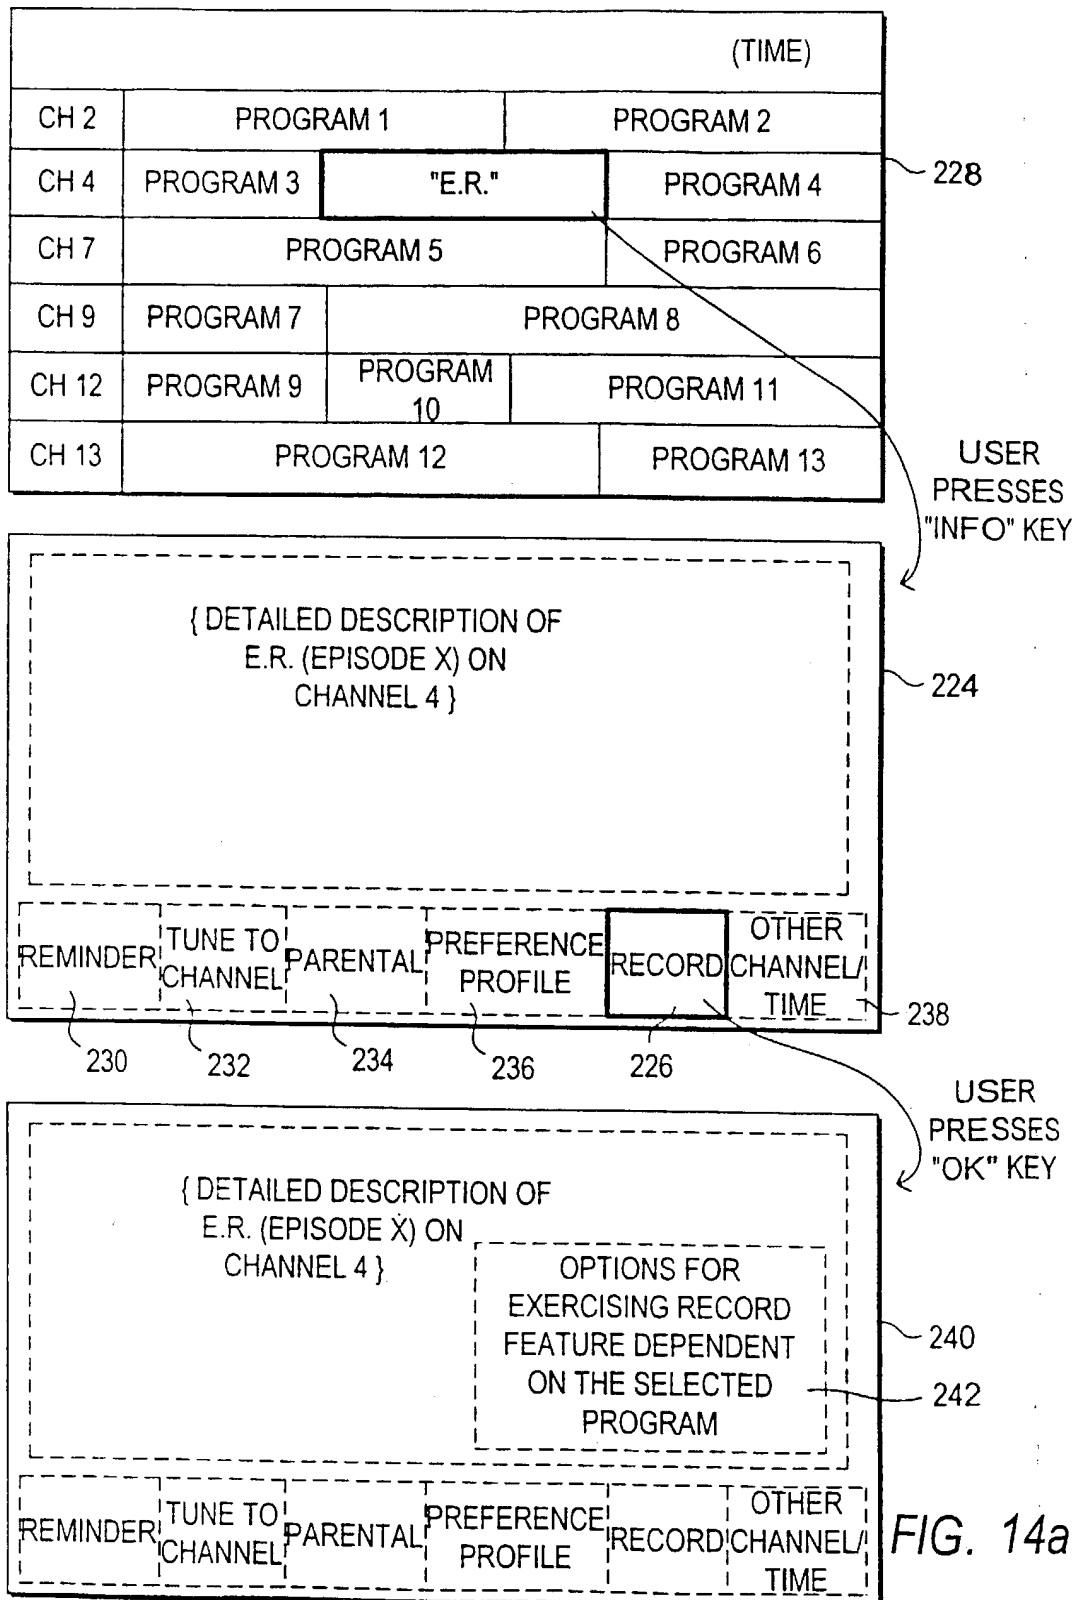 (TIME)
CH 2 PROGRAM 1 PROGRAM 2
CH 4 PROGRAM 3 "E.R." PROGRAM 4
228
CH 7 PROGRAM 5 PROGRAM 6
CH 9 PROGRAM 7 PROGRAM 8
CH 12 PROGRAM 9 PROGRAM
10 PROGRAM 11
CH 13 PROGRAM 12 PROGRAM 13
USER
PRESSES
"INFO" KEY
{ DETAILED DESCRIPTION OF
E.R. (EPISODE X) ON
CHANNEL 4 }
224
REMINDER
TUNE TO
CHANNEL
PARENTAL
PREFERENCE
PROFILE
RECORD
OTHER
CHANNEL/
TIME
238
230 232 234 236 226
USER
PRESSES
"OK" KEY
{ DETAILED DESCRIPTION OF
E.R. (EPISODE X) ON
CHANNEL 4 }
OPTIONS FOR
EXERCISING RECORD
FEATURE DEPENDENT
ON THE SELECTED
PROGRAM
240
242
REMINDER
TUNE TO
CHANNEL
PARENTAL
PREFERENCE
PROFILE
RECORD
OTHER
CHANNEL/
TIME
FIG. 14a